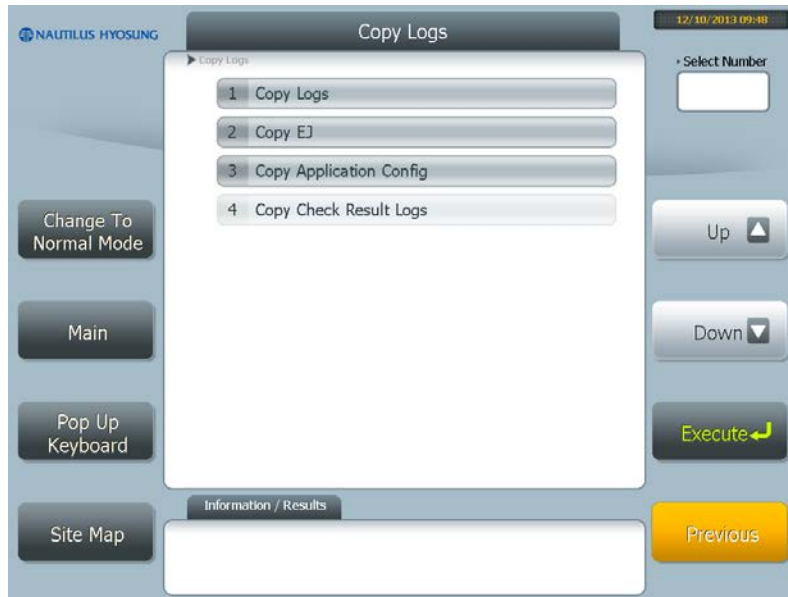 NAUTILUS HYOSUNG
Copy Logs
12/10/2013 09:48
Copy Logs
Select Number
1 Copy Logs
2 Copy EJ
3 Copy Application Config
4 Copy Check Result Logs
Change To
Normal Mode
Up
Main
Down
Pop Up
Keyboard
Execute
Information / Results
Site Map
Previous